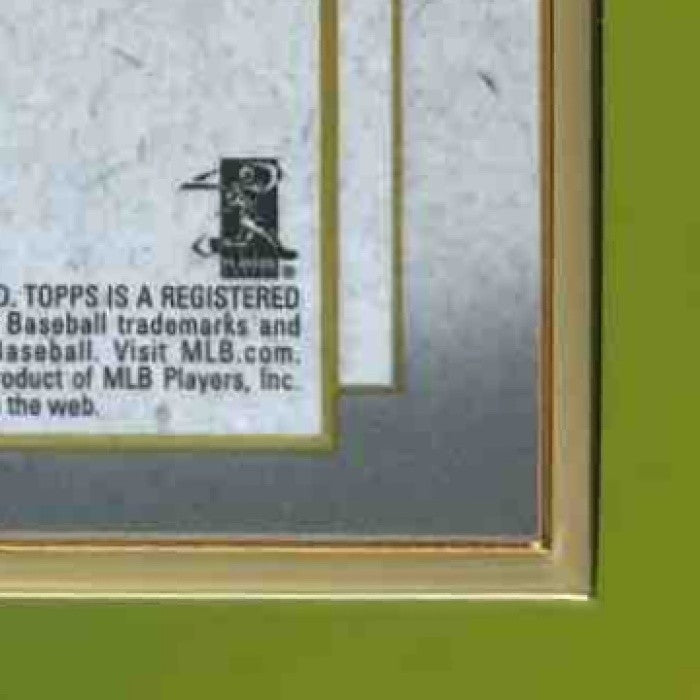 D. TOPPS IS A REGISTERED
Baseball trademarks and
Baseball. Visit MLB.com.
roduct of MLB Players, Inc.
the web.